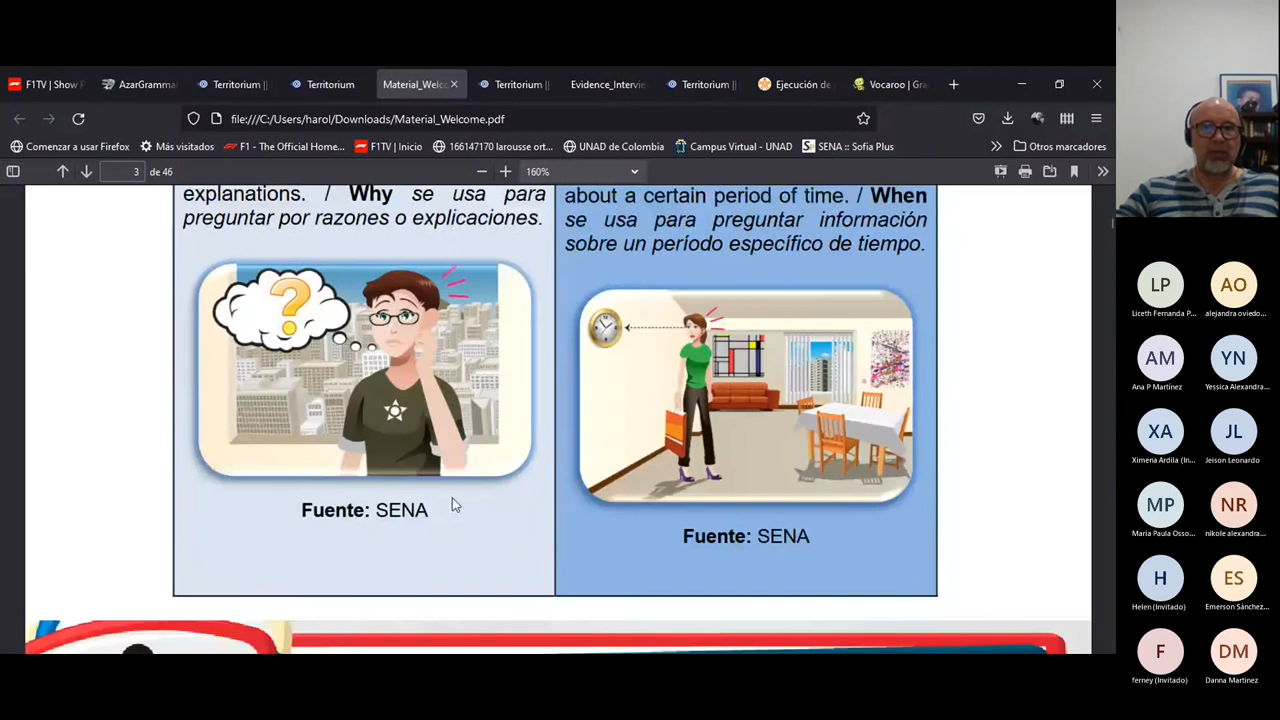 F1TV | Show P
AzarGramma
Territorium ||
Territorium
Material_Welc
Territorium ||
Evidence_Intervie
Territorium ||
Ejecución de
Vocaroo | Gra
file:///C:/Users/harol/Downloads/Material_Welcome.pdf
Comenzar a usar Firefox
Más visitados
F1 - The Official Home...
F1TV | Inicio
166147170 larousse ort...
UNAD de Colombia
Campus Virtual - UNAD
SENA :: Sofia Plus
Otros marcadores
3 de 46
160%
explanations. / Why se usa para
preguntar por razones o explicaciones.
Fuente: SENA
about a certain period of time. / When
se usa para preguntar información
sobre un período específico de tiempo.
Fuente: SENA
LP
AO
Liceth Fernanda P...
alejandra oviedo...
AM
YN
Ana P Martínez
Yessica Alexandra...
XA
JL
Ximena Ardila (In...
Jeison Leonardo
MP
NR
Maria Paula Osso...
nikole alexandra...
H
ES
Helen (Invitado)
Emerson Sánchez...
F
DM
ferney (Invitado)
Danna Martinez